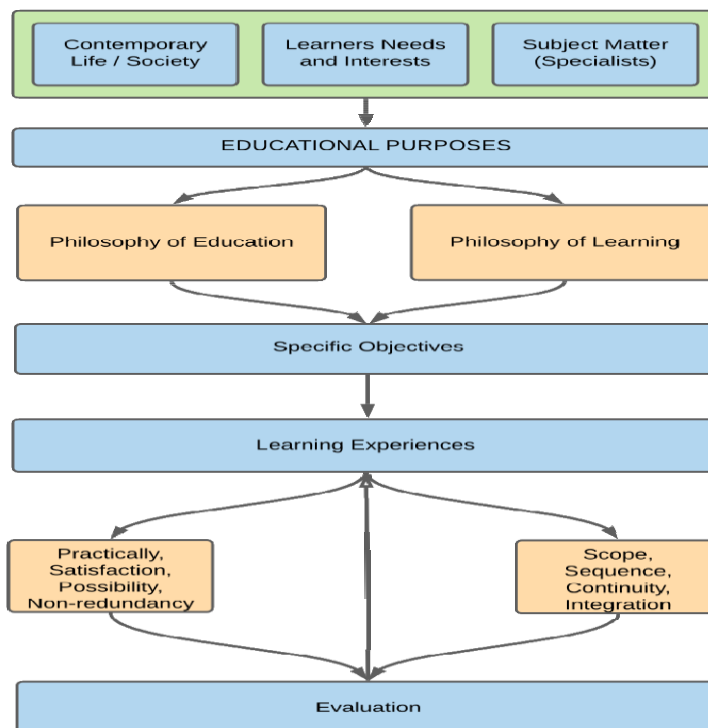 Contemporary
Life / Society
Learners Needs
and Interests
Subject Matter
(Specialists)
EDUCATIONAL PURPOSES
Philosophy of Education
Philosophy of Learning
Specific Objectives
Learning Experiences
Practically,
Satisfaction,
Possibility,
Non-redundancy
Scope,
Sequence,
Continuity,
Integration
Evaluation